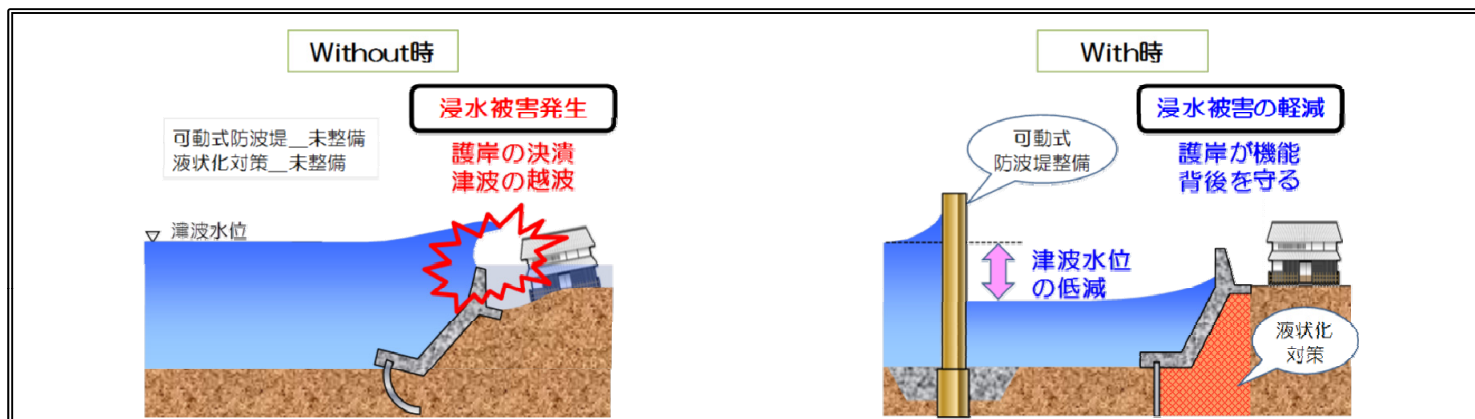 Without時
浸水被害発生
可動式防波堤__未整備
液状化対策__未整備
護岸の決潰
津波の越波
津波水位
With時
浸水被害の軽減
可動式
防波堤整備
護岸が機能
背後を守る
津波水位
の低減
液状化
対策